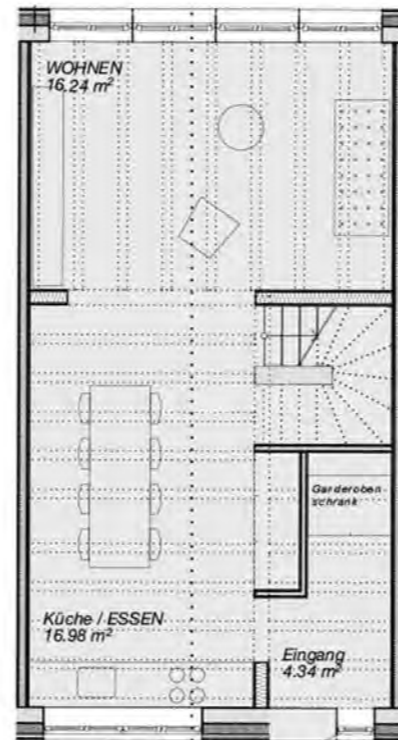 WOHNEN
16.24 m²
Garderoben
schrank
Küche / ESSEN
16.98 m²
Eingang
4.34 m²